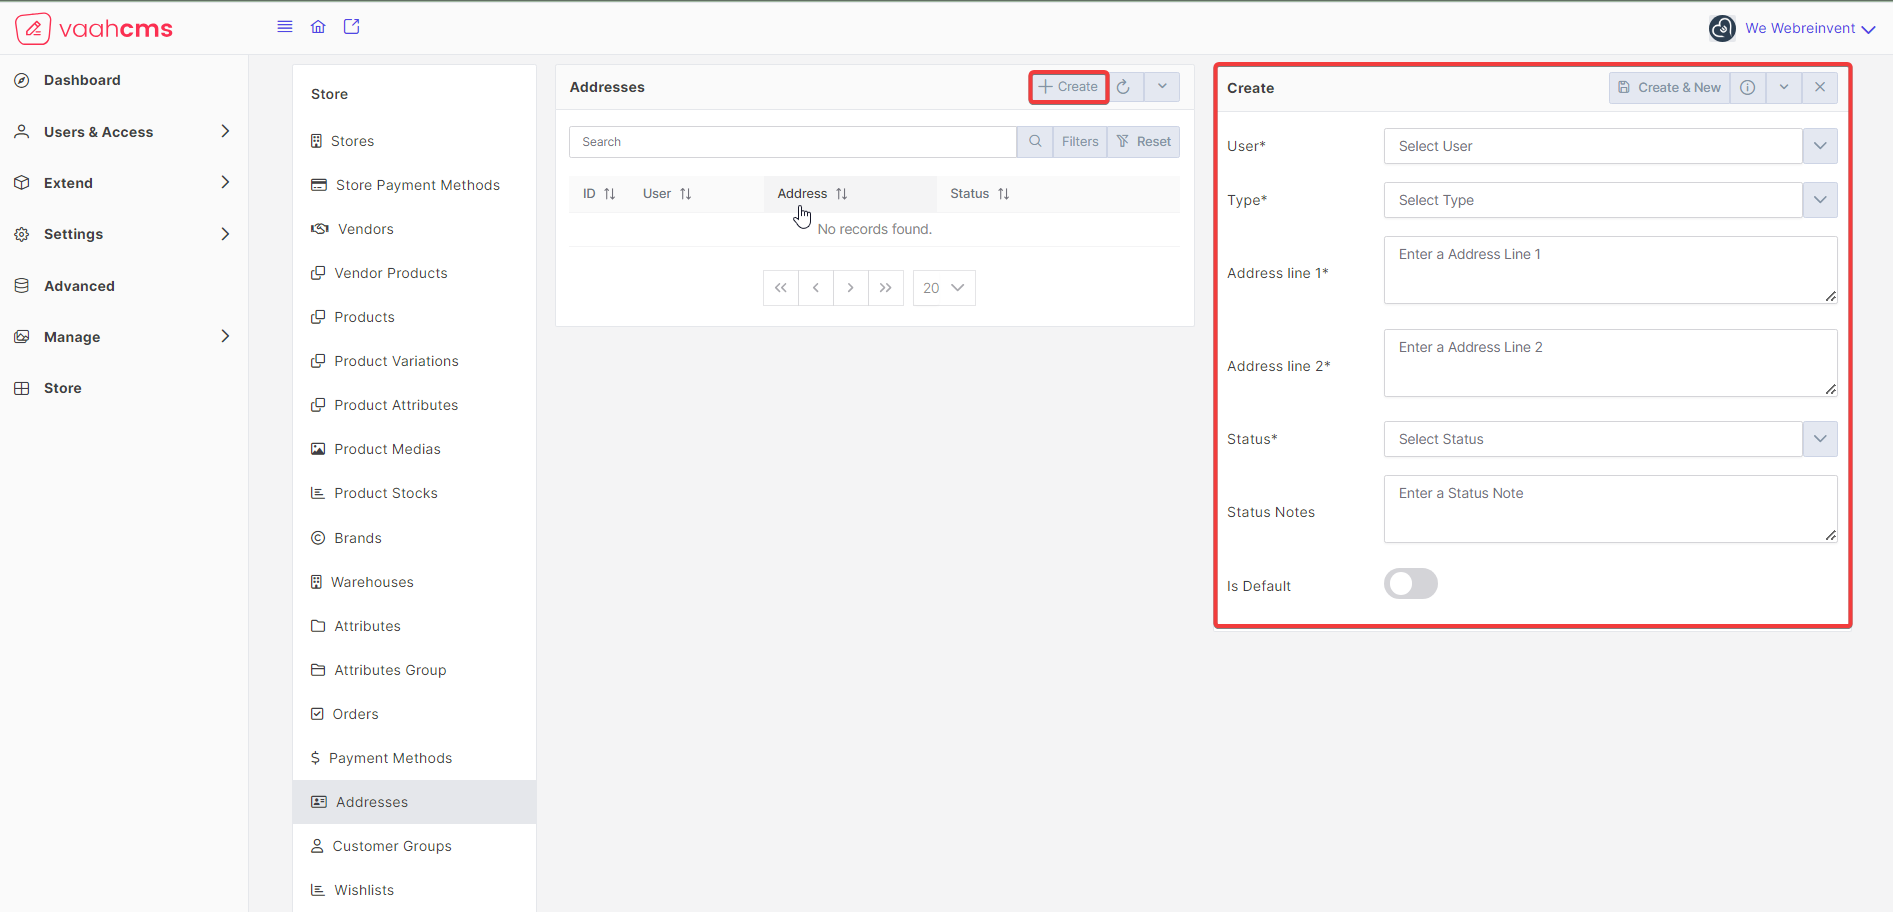 vaahcms
We Webreinvent
Dashboard
Users & Access
Extend
Settings
Advanced
Manage
Store
Store
Stores
Store Payment Methods
Vendors
Vendor Products
Products
Product Variations
Product Attributes
Product Medias
Product Stocks
Brands
Warehouses
Attributes
Attributes Group
Orders
Payment Methods
Addresses
Customer Groups
Wishlists
Addresses
Create
Search
Filters
Reset
ID User Address Status
No records found.
20
Create
Create & New
User* Select User
Type* Select Type
Address line 1* Enter a Address Line 1
Address line 2* Enter a Address Line 2
Status* Select Status
Status Notes Enter a Status Note
Is Default